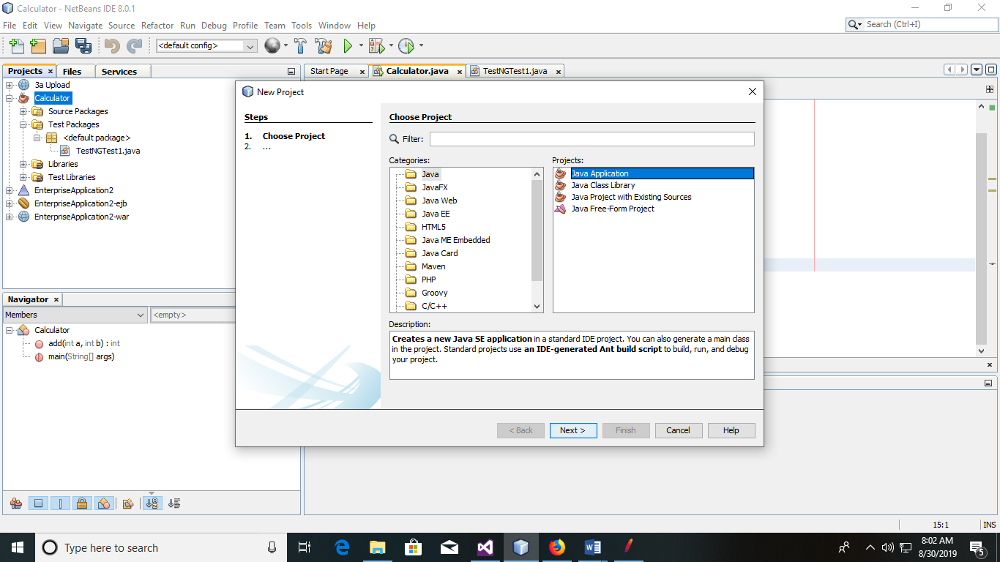 Calculator - NetBeans IDE 8.0.1
File Edit View Navigate Source Refactor Run Debug Profile Team Tools Window Help
Search (Ctrl+I)
<default config>
Projects Files Services
Start Page Calculator.java TestNGTest1.java
3a Upload
Calculator
Source Packages
Test Packages
<default package>
TestNGTest1.java
Libraries
Test Libraries
EnterpriseApplication2
EnterpriseApplication2-ejb
EnterpriseApplication2-war
Navigator
Members
<empty>
Calculator
add(int a, int b) : int
main(String[] args)
New Project
Steps
1. Choose Project
2. ...
Choose Project
Filter:
Categories:
Java
JavaFX
Java Web
Java EE
HTML5
Java ME Embedded
Java Card
Maven
PHP
Groovy
C/C++
Projects:
Java Application
Java Class Library
Java Project with Existing Sources
Java Free-Form Project
Description:
Creates a new Java SE application in a standard IDE project. You can also generate a main class
in the project. Standard projects use an IDE-generated Ant build script to build, run, and debug
your project.
< Back Next > Finish Cancel Help
15:1 INS
Type here to search
8:02 AM
8/30/2019
5